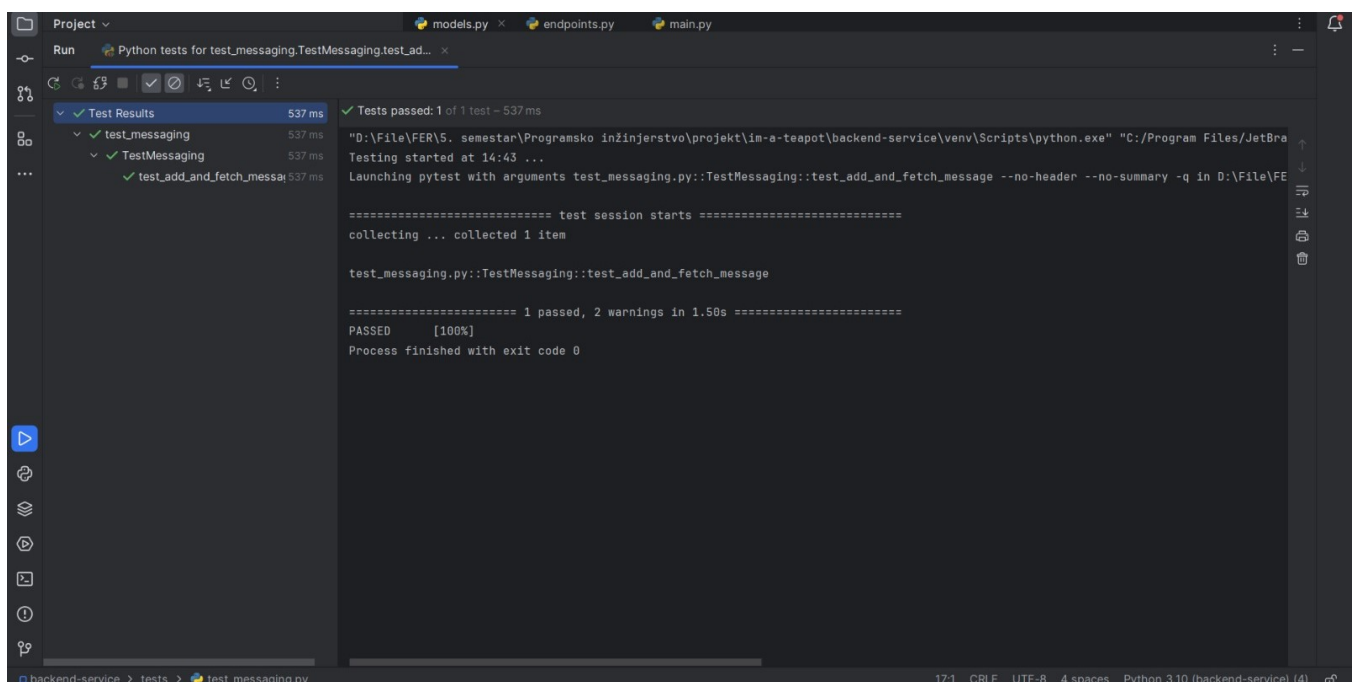 Project
models.py
endpoints.py
main.py
Run
Python tests for test_messaging.TestMessaging.test_ad...
Test Results 537 ms
test_messaging 537 ms
TestMessaging 537 ms
test_add_and_fetch_messag 537 ms
Tests passed: 1 of 1 test – 537 ms
"D:\File\FER\5. semestar\Programsko inžinjerstvo\projekt\im-a-teapot\backend-service\venv\Scripts\python.exe" "C:/Program Files/JetBra
Testing started at 14:43 ...
Launching pytest with arguments test_messaging.py::TestMessaging::test_add_and_fetch_message --no-header --no-summary -q in D:\File\FE
============================= test session starts =============================
collecting ... collected 1 item
test_messaging.py::TestMessaging::test_add_and_fetch_message
======================== 1 passed, 2 warnings in 1.50s ========================
PASSED [100%]
Process finished with exit code 0
backend-service > tests > test_messaging.py
17:1 CRLF UTF-8 4 spaces Python 3.10 (backend-service) (4)